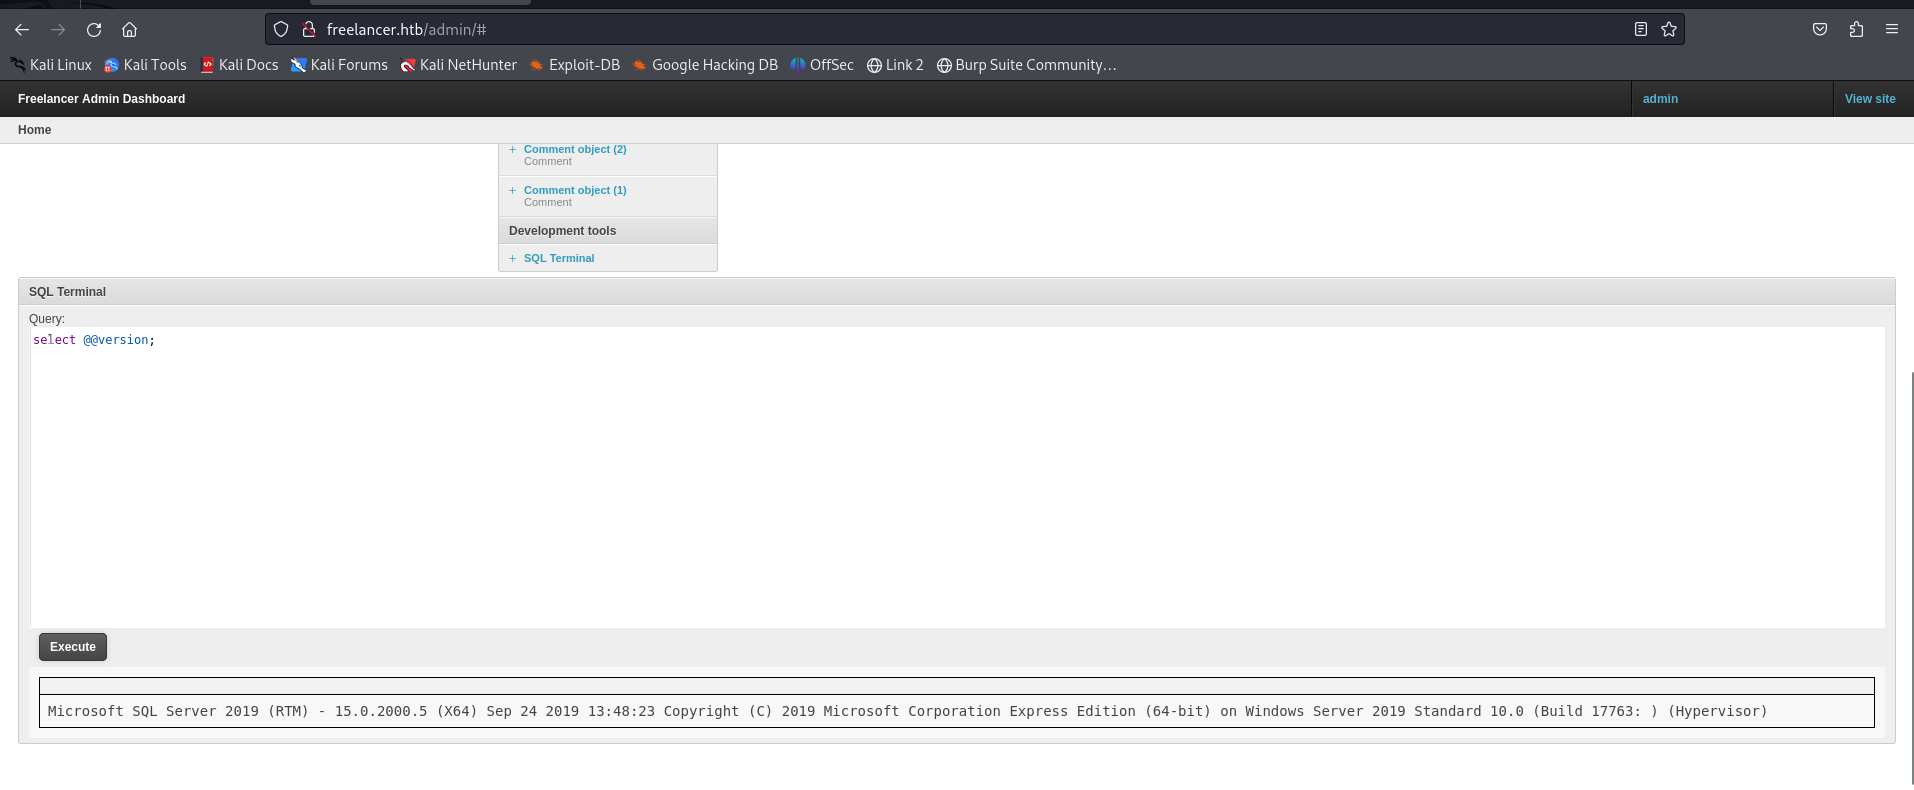 freelancer.htb/admin/#
Kali Linux Kali Tools Kali Docs Kali Forums Kali NetHunter Exploit-DB Google Hacking DB OffSec Link 2 Burp Suite Community…
Freelancer Admin Dashboard admin View site
Home
+ Comment object (2)
Comment
+ Comment object (1)
Comment
Development tools
+ SQL Terminal
SQL Terminal
Query:
select @@version;
Execute
Microsoft SQL Server 2019 (RTM) - 15.0.2000.5 (X64) Sep 24 2019 13:48:23 Copyright (C) 2019 Microsoft Corporation Express Edition (64-bit) on Windows Server 2019 Standard 10.0 (Build 17763: ) (Hypervisor)